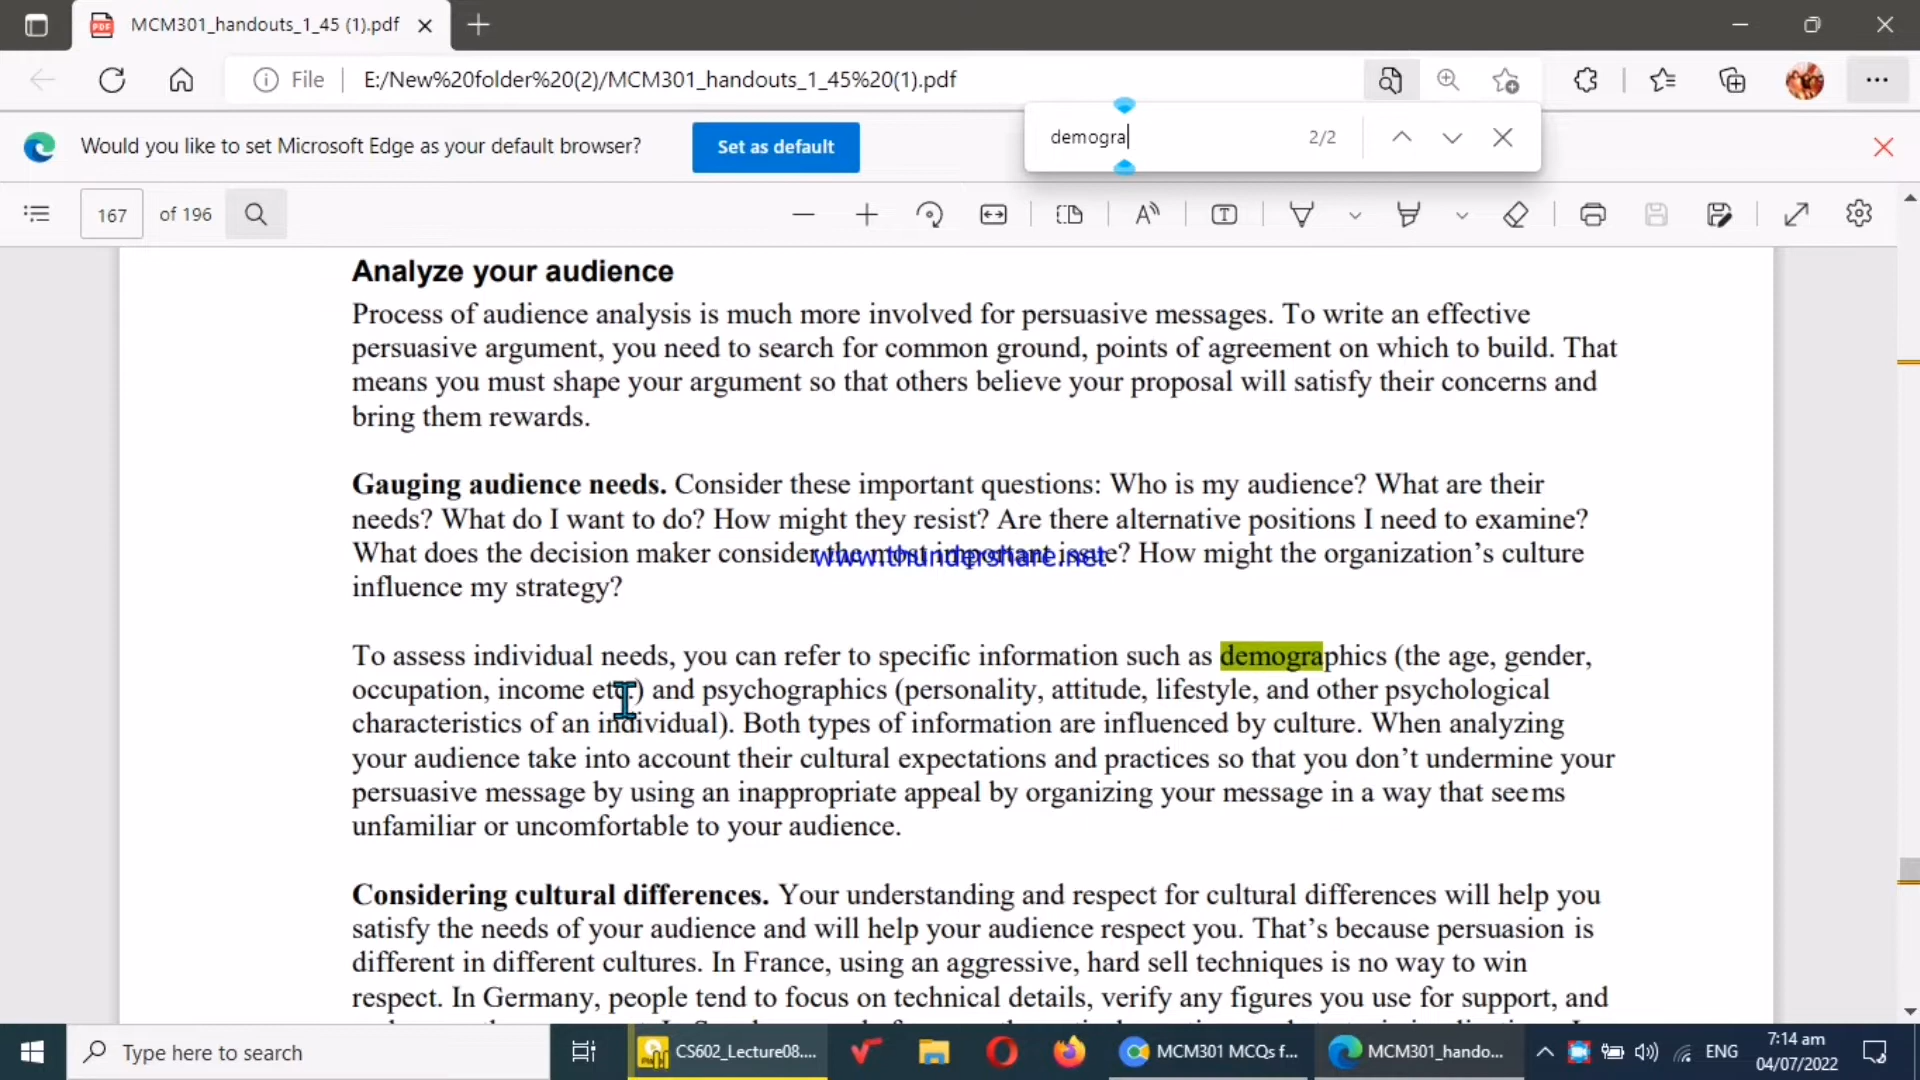 MCM301_handouts_1_45 (1).pdf
File
E:/New%20folder%20(2)/MCM301_handouts_1_45%20(1).pdf
demogra
2/2
Would you like to set Microsoft Edge as your default browser?
Set as default
167
of 196
Analyze your audience
Process of audience analysis is much more involved for persuasive messages. To write an effective
persuasive argument, you need to search for common ground, points of agreement on which to build. That
means you must shape your argument so that others believe your proposal will satisfy their concerns and
bring them rewards.
Gauging audience needs. Consider these important questions: Who is my audience? What are their
needs? What do I want to do? How might they resist? Are there alternative positions I need to examine?
What does the decision maker consider the most important issue? How might the organization's culture
www.thundershare.net
influence my strategy?
To assess individual needs, you can refer to specific information such as demographics (the age, gender,
occupation, income etc.) and psychographics (personality, attitude, lifestyle, and other psychological
characteristics of an individual). Both types of information are influenced by culture. When analyzing
your audience take into account their cultural expectations and practices so that you don't undermine your
persuasive message by using an inappropriate appeal by organizing your message in a way that seems
unfamiliar or uncomfortable to your audience.
Considering cultural differences. Your understanding and respect for cultural differences will help you
satisfy the needs of your audience and will help your audience respect you. That's because persuasion is
different in different cultures. In France, using an aggressive, hard sell techniques is no way to win
respect. In Germany, people tend to focus on technical details, verify any figures you use for support, and
Type here to search
CS602_Lecture08....
MCM301 MCQs f...
MCM301_hando...
ENG
7:14 am
04/07/2022